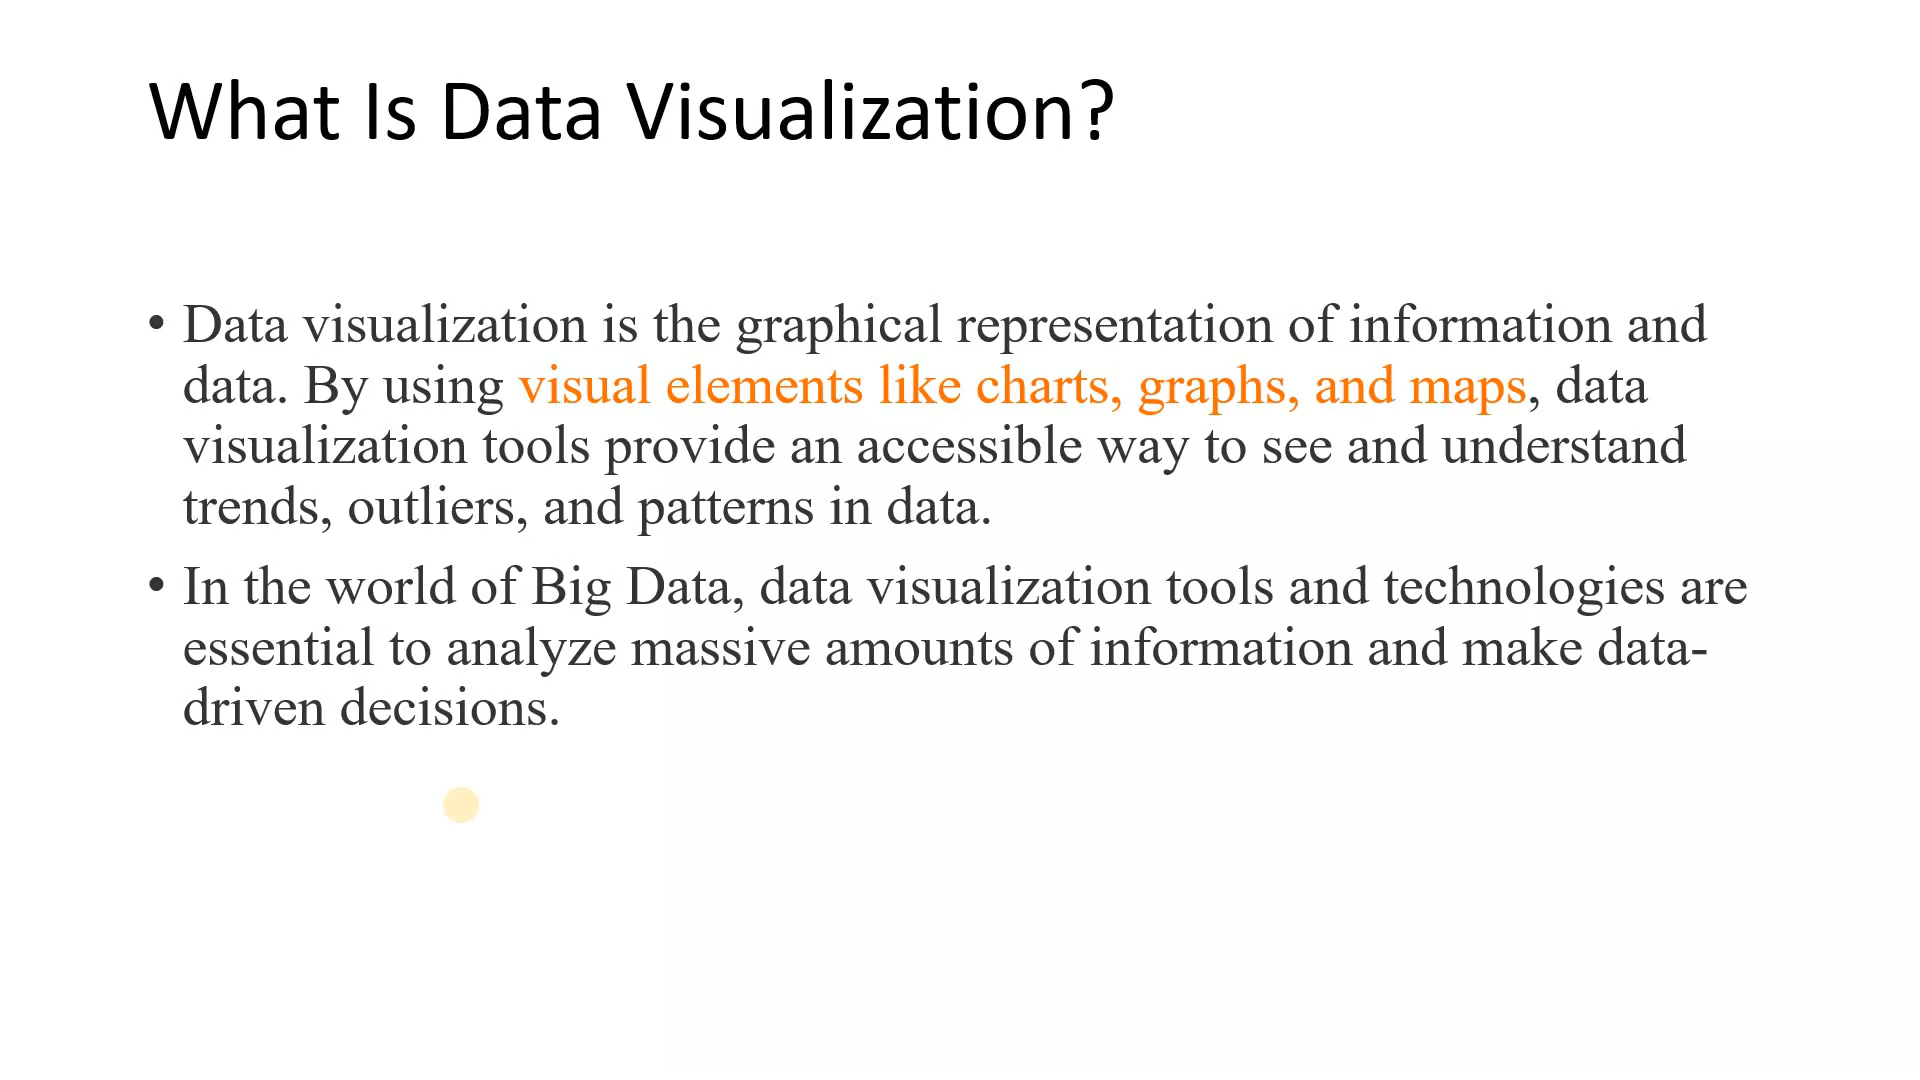 What Is Data Visualization?
• Data visualization is the graphical representation of information and
data. By using visual elements like charts, graphs, and maps, data
visualization tools provide an accessible way to see and understand
trends, outliers, and patterns in data.
• In the world of Big Data, data visualization tools and technologies are
essential to analyze massive amounts of information and make data-
driven decisions.